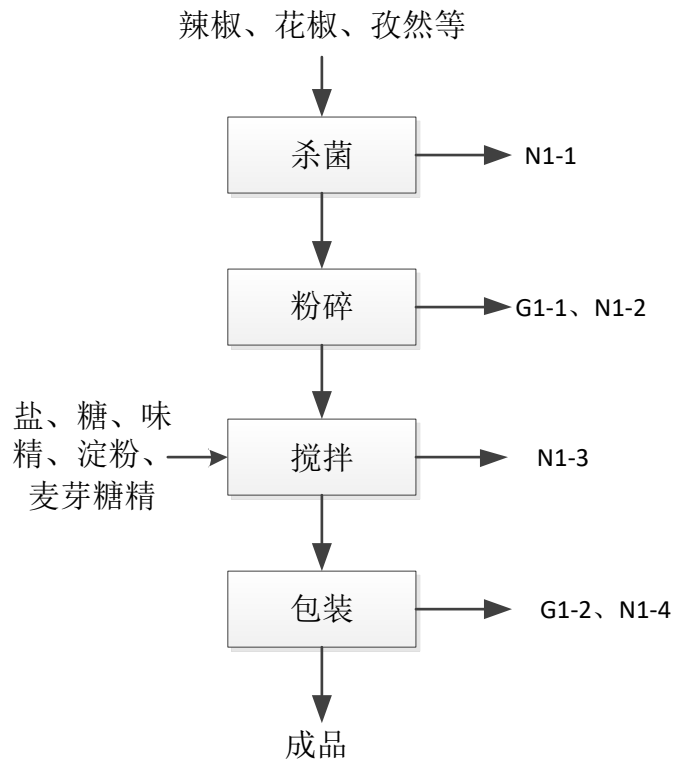 辣椒、花椒、孜然等
杀菌
N1-1
粉碎
G1-1、N1-2
盐、糖、味
精、淀粉、
麦芽糖精
搅拌
N1-3
包装
G1-2、N1-4
成品